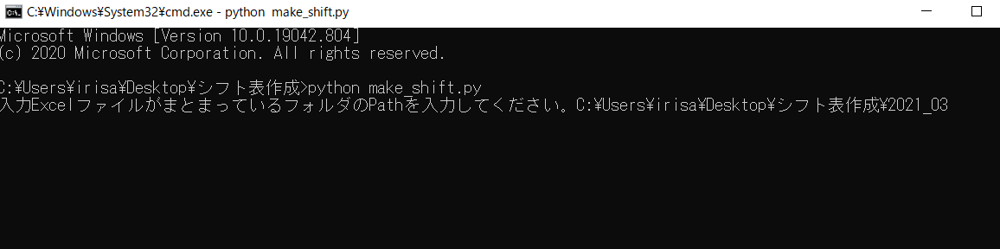 C:¥Windows¥System32¥cmd.exe - python make_shift.py
Microsoft Windows [Version 10.0.19042.804]
(c) 2020 Microsoft Corporation. All rights reserved.
C:¥Users¥irisa¥Desktop¥シフト表作成>python make_shift.py
入力ExcelファイルがまとまっているフォルダのPathを入力してください。C:¥Users¥irisa¥Desktop¥シフト表作成¥2021_03